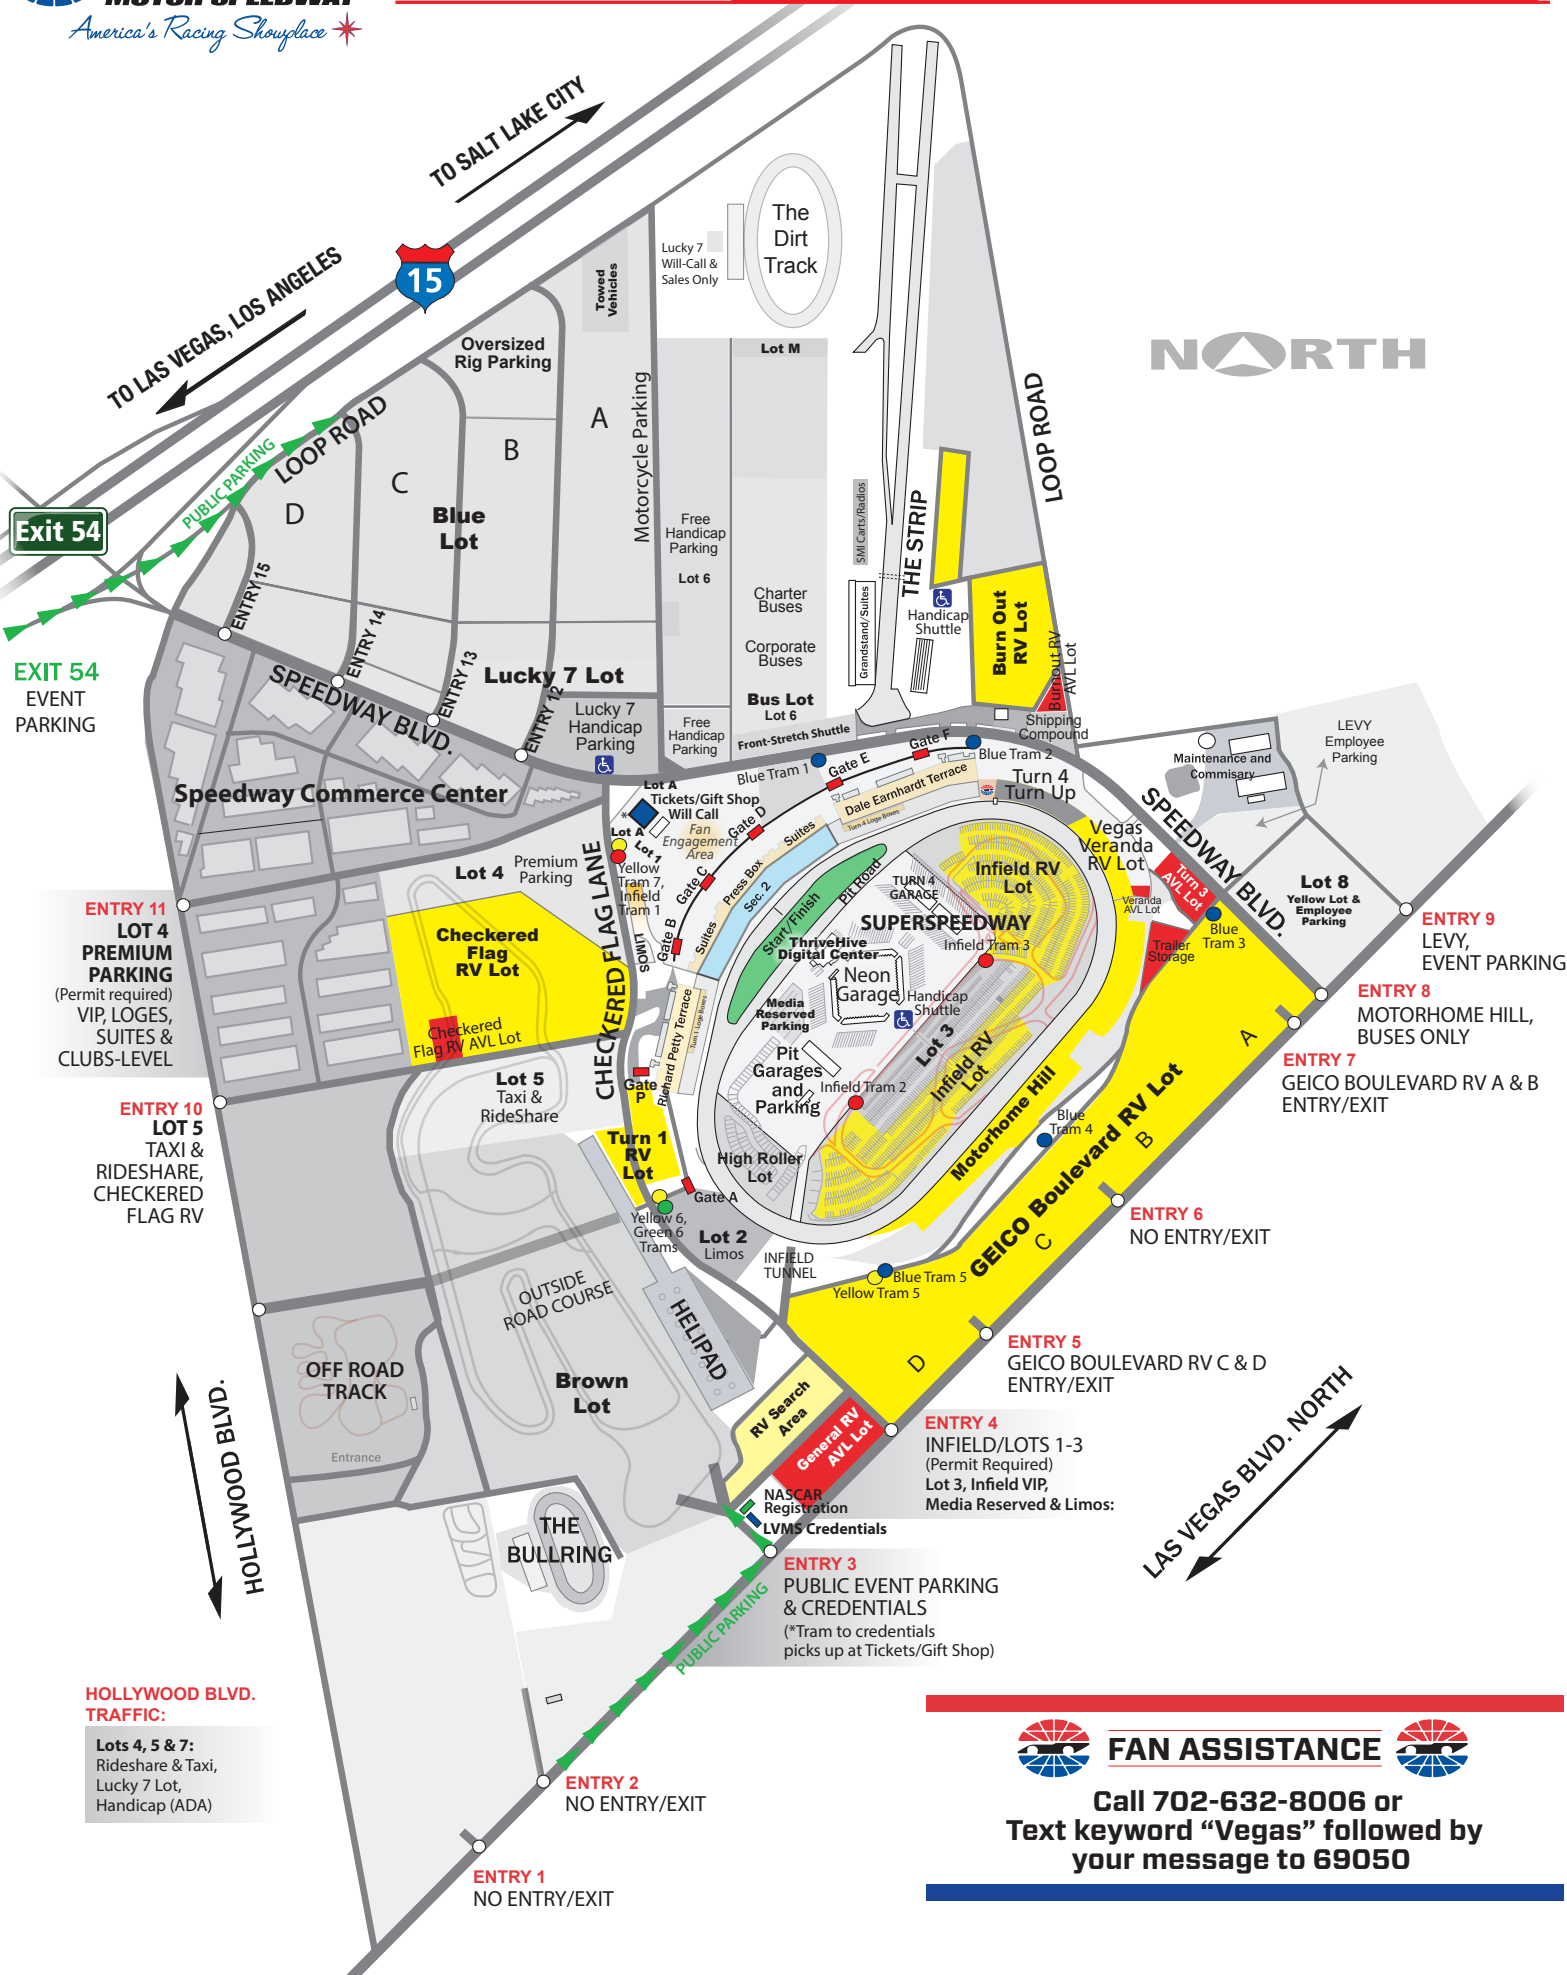 MOTOR SPEEDWAY
America's Racing Showplace
TO SALT LAKE CITY
TO LAS VEGAS, LOS ANGELES
15
NORTH
The
Dirt
Track
Lucky 7
Will-Call &
Sales Only
Towed
Vehicles
Oversized
Rig Parking
Lot M
A
B
C
D
Motorcycle Parking
LOOP ROAD
PUBLIC PARKING
LOOP ROAD
Exit 54
Blue
Lot
Free
Handicap
Parking
Lot 6
SMI Carts/Radios
THE STRIP
Grandstand/Suites
Charter
Buses
Corporate
Buses
Bus Lot
Lot 6
Handicap
Shuttle
Burn Out
RV Lot
Burnout RV
AVL Lot
Shipping
Compound
ENTRY 15
ENTRY 14
ENTRY 13
ENTRY 12
EXIT 54
EVENT
PARKING
SPEEDWAY BLVD.
Lucky 7 Lot
Lucky 7
Handicap
Parking
Free
Handicap
Parking
Front-Stretch Shuttle
Blue Tram 1
Gate E
Gate F
Blue Tram 2
Turn 4
Turn Up
Maintenance and
Commisary
LEVY
Employee
Parking
SPEEDWAY BLVD.
Speedway Commerce Center
Lot A
Tickets/Gift Shop
Will Call
*
Fan
Engagement
Area
Lot A
Lot 1
Yellow
Tram 7,
Infield
Tram 1
LIMOS
Gate B
Gate C
Gate D
Suites
Press Box
Sec. 2
Suites
Dale Earnhardt Terrace
Turn 4 Loge Boxes
Vegas
Veranda
RV Lot
Turn 3
AVL Lot
Veranda
AVL Lot
Trailer
Storage
Blue
Tram 3
Lot 8
Yellow Lot &
Employee
Parking
Lot 4
Premium
Parking
Checkered
Flag
RV Lot
Checkered
Flag RV AVL Lot
CHECKERED FLAG LANE
Start/Finish
Pit Road
TURN 4
GARAGE
Infield RV
Lot
SUPERSPEEDWAY
Infield Tram 3
ThriveHive
Digital Center
Neon
Garage
Handicap
Shuttle
Media
Reserved
Parking
Lot 3
Infield RV
Lot
Pit
Garages
and
Parking
Infield Tram 2
High Roller
Lot
Richard Petty Terrace
Turn 1 Loge Boxes
Gate
P
Turn 1
RV
Lot
Gate A
Yellow 6,
Green 6
Trams
Lot 2
Limos
INFIELD
TUNNEL
Motorhome Hill
Blue
Tram 4
Blue Tram 5
Yellow Tram 5
GEICO Boulevard RV Lot
A
B
C
D
ENTRY 11
LOT 4
PREMIUM
PARKING
(Permit required)
VIP, LOGES,
SUITES &
CLUBS-LEVEL
ENTRY 10
LOT 5
TAXI &
RIDESHARE,
CHECKERED
FLAG RV
Lot 5
Taxi &
RideShare
ENTRY 9
LEVY,
EVENT PARKING
ENTRY 8
MOTORHOME HILL,
BUSES ONLY
ENTRY 7
GEICO BOULEVARD RV A & B
ENTRY/EXIT
ENTRY 6
NO ENTRY/EXIT
ENTRY 5
GEICO BOULEVARD RV C & D
ENTRY/EXIT
ENTRY 4
INFIELD/LOTS 1-3
(Permit Required)
Lot 3, Infield VIP,
Media Reserved & Limos:
OUTSIDE
ROAD COURSE
HELIPAD
OFF ROAD
TRACK
Entrance
Brown
Lot
RV Search
Area
General RV
AVL Lot
NASCAR
Registration
LVMS Credentials
THE
BULLRING
ENTRY 3
PUBLIC EVENT PARKING
& CREDENTIALS
(*Tram to credentials
picks up at Tickets/Gift Shop)
PUBLIC PARKING
LAS VEGAS BLVD. NORTH
HOLLYWOOD BLVD.
HOLLYWOOD BLVD.
TRAFFIC:
Lots 4, 5 & 7:
Rideshare & Taxi,
Lucky 7 Lot,
Handicap (ADA)
ENTRY 2
NO ENTRY/EXIT
ENTRY 1
NO ENTRY/EXIT
FAN ASSISTANCE
Call 702-632-8006 or
Text keyword “Vegas” followed by
your message to 69050